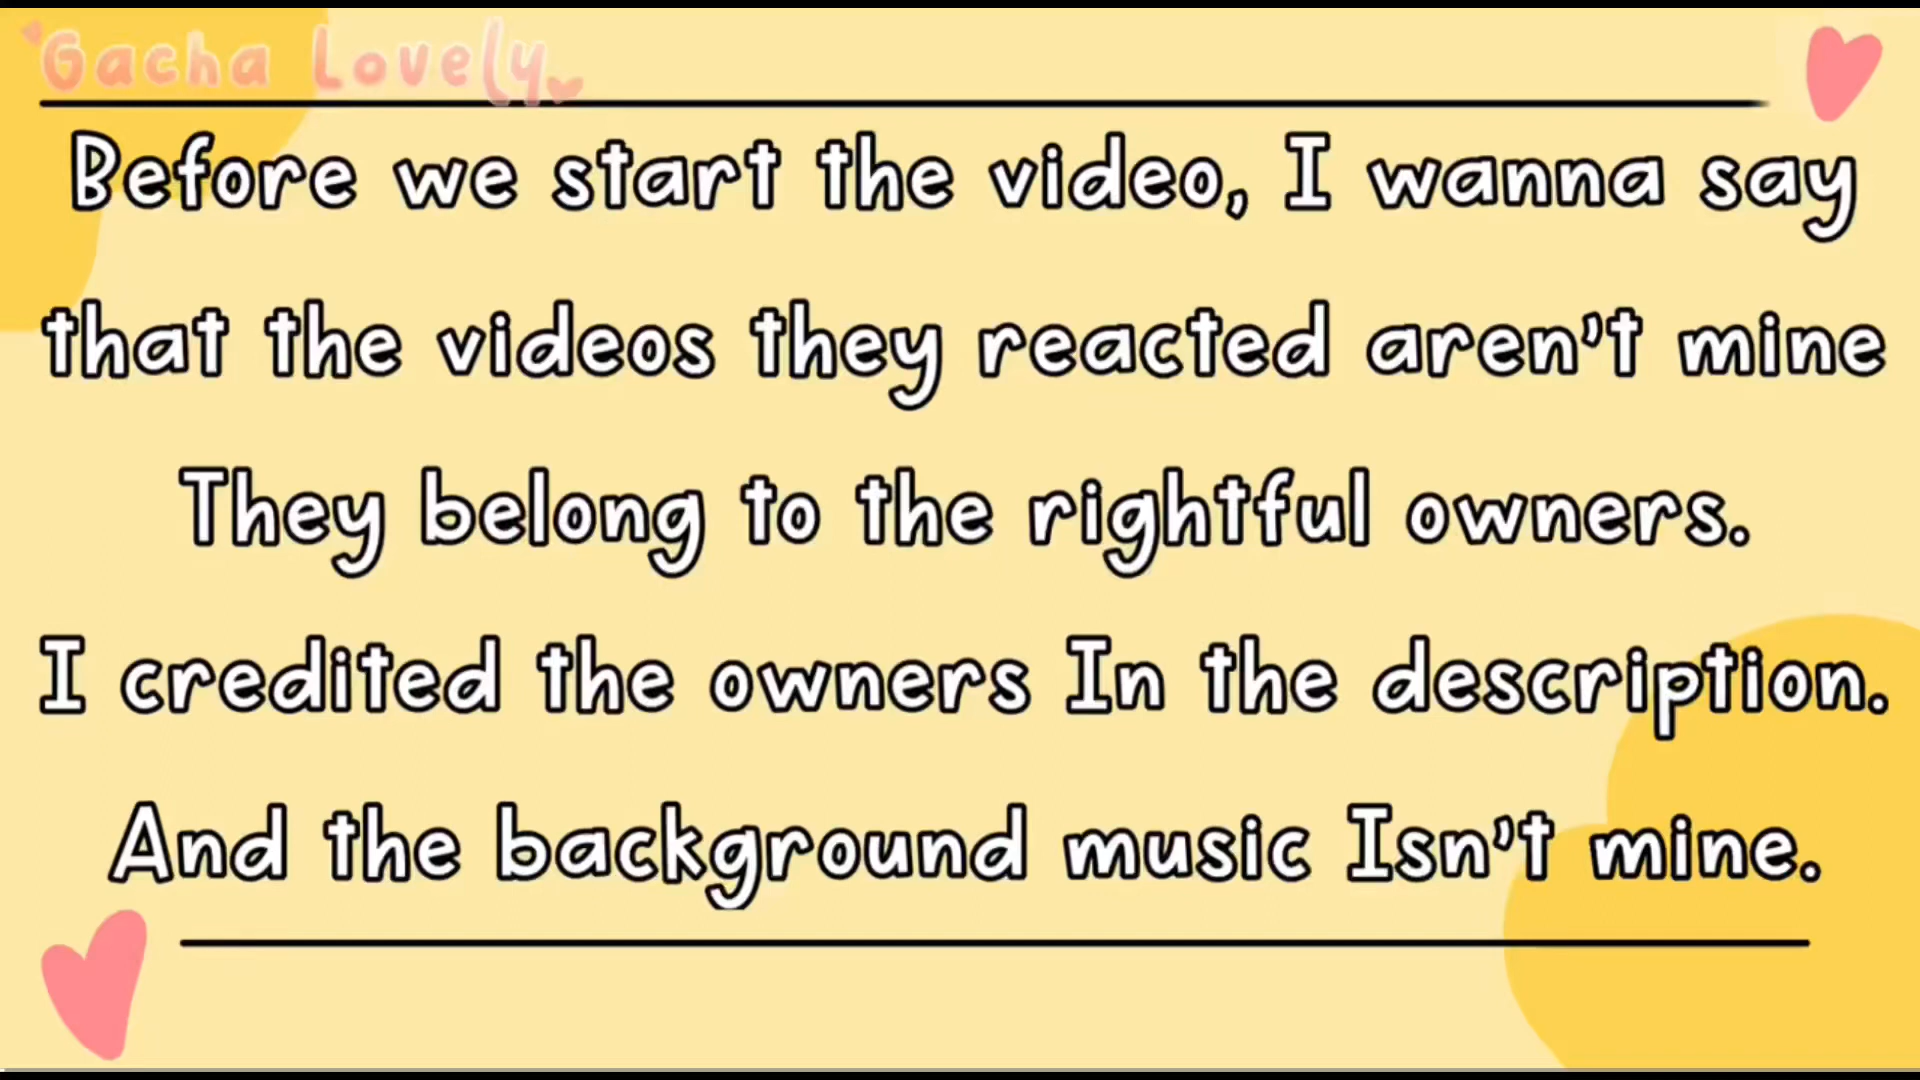 Gacha Lovely
Before we start the video, I wanna say
that the videos they reacted aren't mine
They belong to the rightful owners.
I credited the owners In the description.
And the background music Isn't mine.